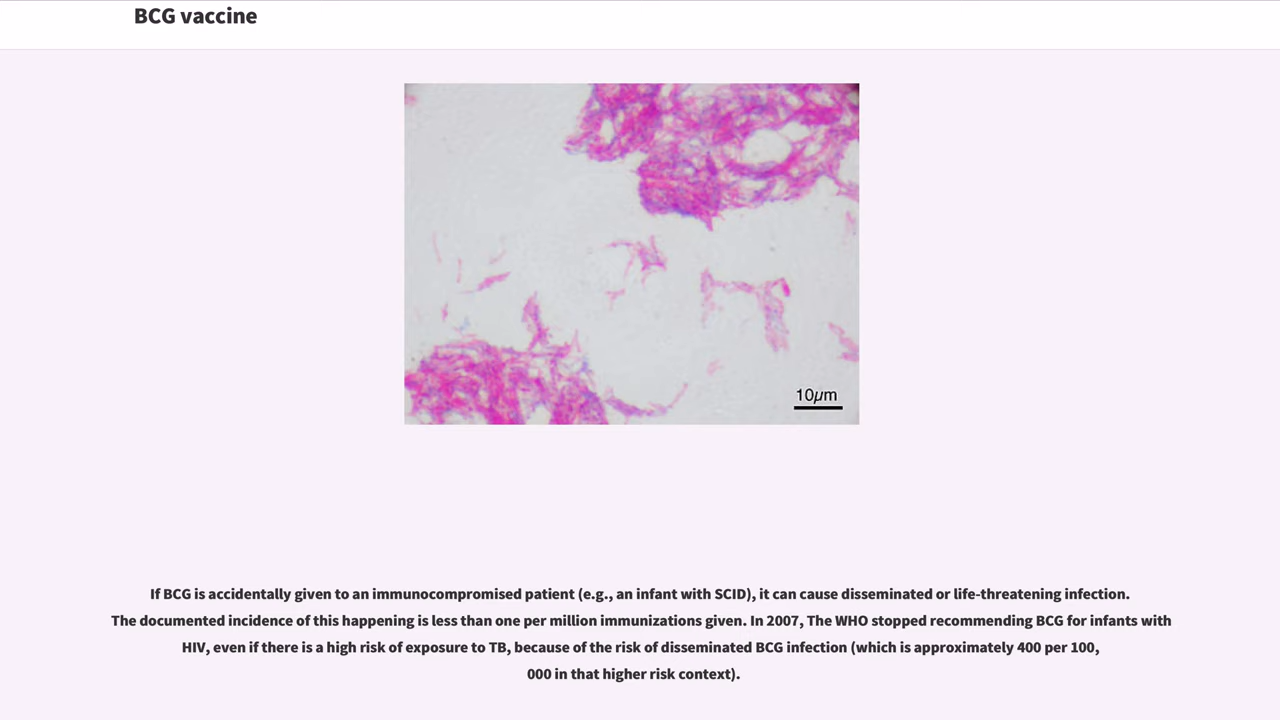 BCG vaccine
10µm
If BCG is accidentally given to an immunocompromised patient (e.g., an infant with SCID), it can cause disseminated or life-threatening infection.
The documented incidence of this happening is less than one per million immunizations given. In 2007, The WHO stopped recommending BCG for infants with
HIV, even if there is a high risk of exposure to TB, because of the risk of disseminated BCG infection (which is approximately 400 per 100,
000 in that higher risk context).